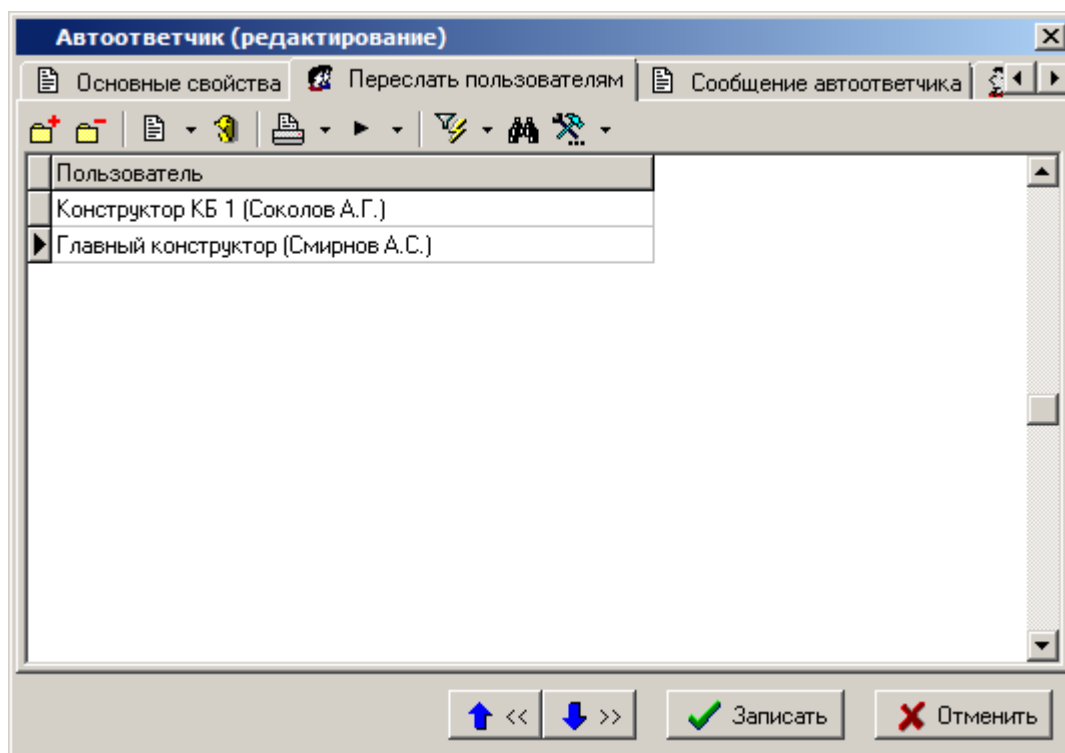 Автоответчик (редактирование)
Основные свойства Переслать пользователям Сообщение автоответчика
Пользователь
Конструктор КБ 1 (Соколов А.Г.)
Главный конструктор (Смирнов А.С.)
<< >> Записать Отменить